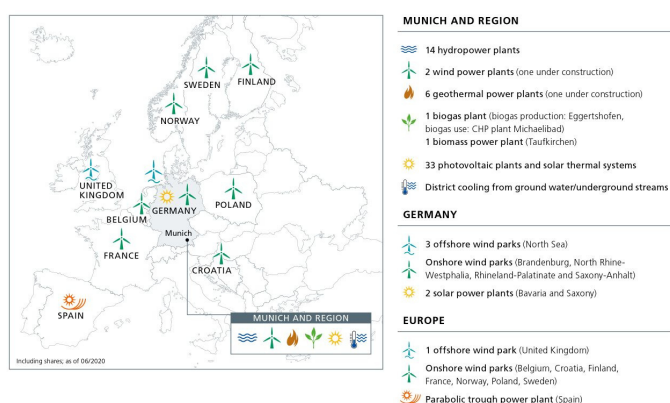 SWEDEN
FINLAND
NORWAY
UNITED
KINGDOM
BELGIUM
GERMANY
POLAND
Munich
FRANCE
CROATIA
SPAIN
MUNICH AND REGION
Including shares; as of 06/2020
MUNICH AND REGION
14 hydropower plants
2 wind power plants (one under construction)
6 geothermal power plants (one under construction)
1 biogas plant (biogas production: Eggertshofen,
biogas use: CHP plant Michaelibad)
1 biomass power plant (Taufkirchen)
33 photovoltaic plants and solar thermal systems
District cooling from ground water/underground streams
GERMANY
3 offshore wind parks (North Sea)
Onshore wind parks (Brandenburg, North Rhine-
Westphalia, Rhineland-Palatinate and Saxony-Anhalt)
2 solar power plants (Bavaria and Saxony)
EUROPE
1 offshore wind park (United Kingdom)
Onshore wind parks (Belgium, Croatia, Finland,
France, Norway, Poland, Sweden)
Parabolic trough power plant (Spain)